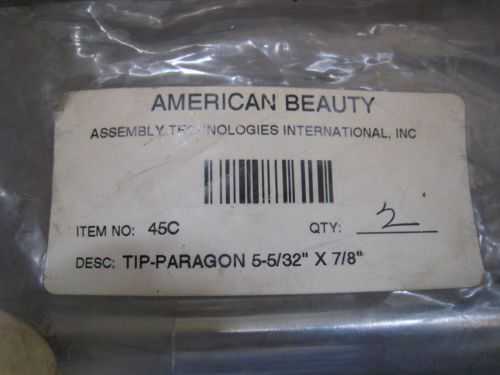 AMERICAN BEAUTY
ASSEMBLY TECHNOLOGIES INTERNATIONAL, INC
ITEM NO: 45C QTY: 2
DESC: TIP-PARAGON 5-5/32" X 7/8"